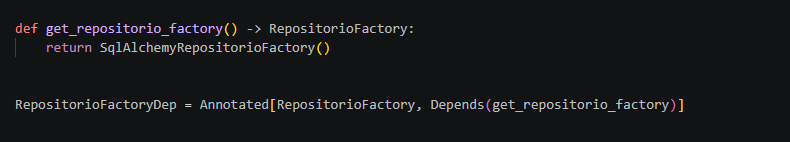 def get_repositorio_factory() -> RepositorioFactory:
    return SqlAlchemyRepositorioFactory()
RepositorioFactoryDep = Annotated[RepositorioFactory, Depends(get_repositorio_factory)]